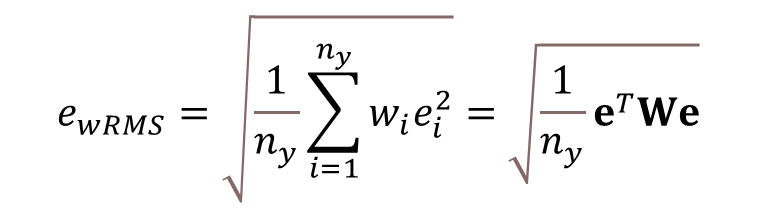 $e_{wRMS} = \sqrt{\frac{1}{n_y} \sum_{i=1}^{n_y} w_i e_i^2} = \sqrt{\frac{1}{n_y} \mathbf{e}^T \mathbf{W} \mathbf{e}}$